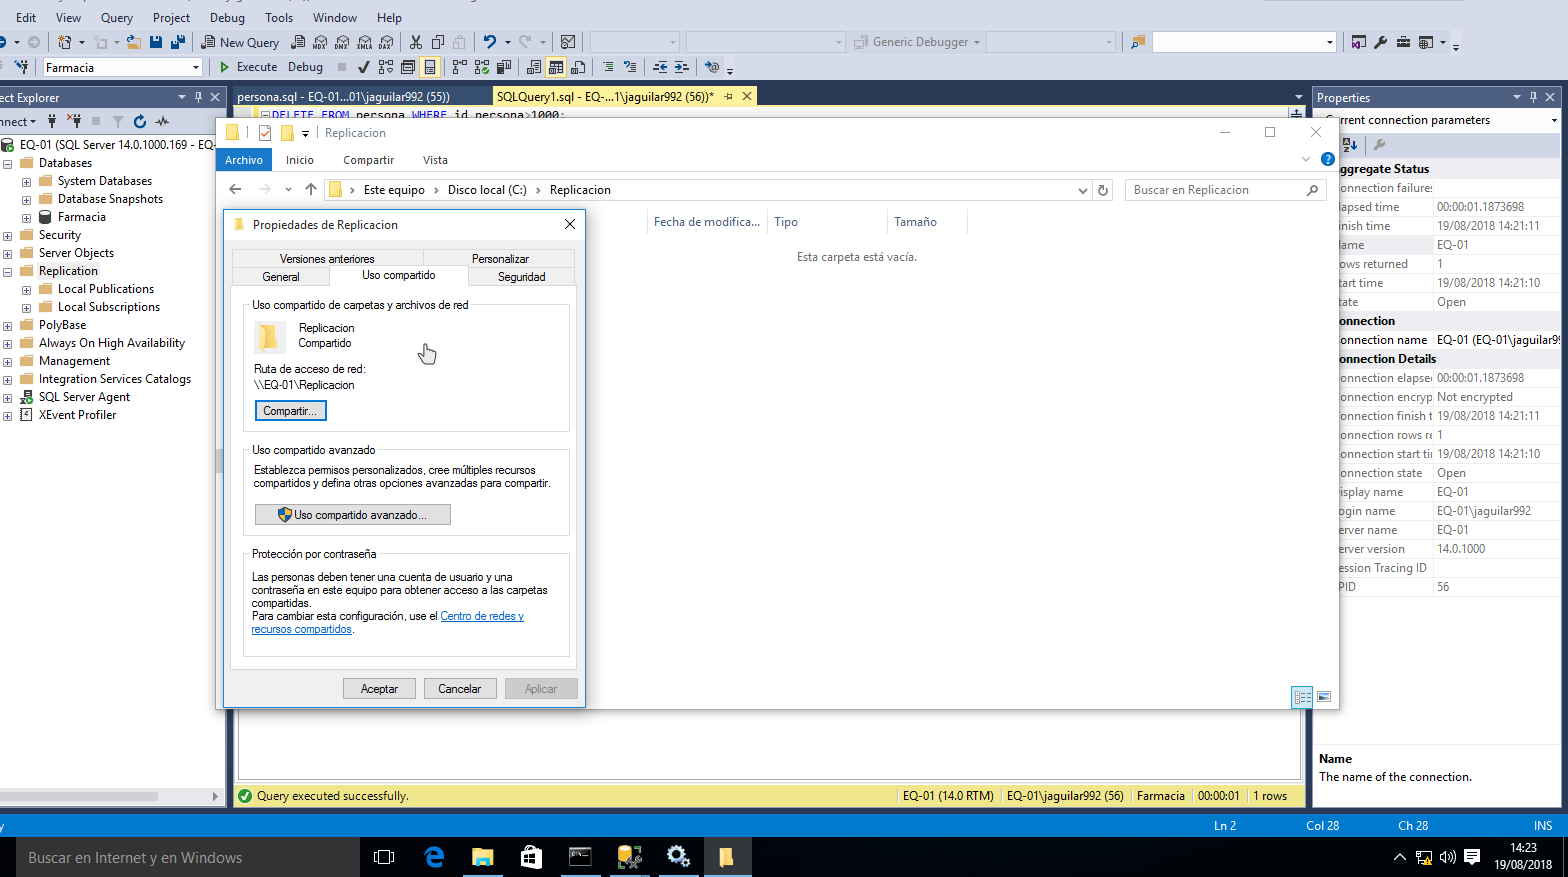 Edit View Query Project Debug Tools Window Help
New Query MDX DMX XMLA DAX Generic Debugger
Farmacia Execute Debug
ect Explorer
nnect
EQ-01 (SQL Server 14.0.1000.169 - EQ-
Databases
System Databases
Database Snapshots
Farmacia
Security
Server Objects
Replication
Local Publications
Local Subscriptions
PolyBase
Always On High Availability
Management
Integration Services Catalogs
SQL Server Agent
XEvent Profiler
persona.sql - EQ-01...01\jaguilar992 (55))
SQLQuery1.sql - EQ-...1\jaguilar992 (56))*
DELETE FROM persona WHERE id_persona>1000;
Replicacion
Archivo Inicio Compartir Vista
Este equipo Disco local (C:) Replicacion
Buscar en Replicacion
Fecha de modifica... Tipo Tamaño
Esta carpeta está vacía.
Propiedades de Replicacion
Versiones anteriores Personalizar
General Uso compartido Seguridad
Uso compartido de carpetas y archivos de red
Replicacion
Compartido
Ruta de acceso de red:
\\EQ-01\Replicacion
Compartir...
Uso compartido avanzado
Establezca permisos personalizados, cree múltiples recursos
compartidos y defina otras opciones avanzadas para compartir.
Uso compartido avanzado...
Protección por contraseña
Las personas deben tener una cuenta de usuario y una
contraseña en este equipo para obtener acceso a las carpetas
compartidas.
Para cambiar esta configuración, use el Centro de redes y
recursos compartidos.
Aceptar Cancelar Aplicar
Properties
rrent connection parameters
ggregate Status
onnection failures
lapsed time 00:00:01.1873698
inish time 19/08/2018 14:21:11
ame EQ-01
ows returned 1
tart time 19/08/2018 14:21:10
tate Open
onnection
onnection name EQ-01 (EQ-01\jaguilar99
onnection Details
onnection elapse 00:00:01.1873698
onnection encryp Not encrypted
onnection finish t 19/08/2018 14:21:11
onnection rows re 1
onnection start ti 19/08/2018 14:21:10
onnection state Open
isplay name EQ-01
ogin name EQ-01\jaguilar992
erver name EQ-01
erver version 14.0.1000
ession Tracing ID
PID 56
Name
The name of the connection.
Query executed successfully.
EQ-01 (14.0 RTM) EQ-01\jaguilar992 (56) Farmacia 00:00:01 1 rows
Ln 2 Col 28 Ch 28 INS
Buscar en Internet y en Windows
14:23
19/08/2018